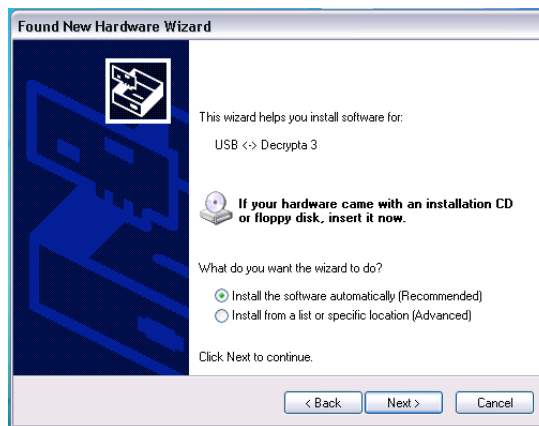 Found New Hardware Wizard
This wizard helps you install software for:
USB <-> Decrypta 3
If your hardware came with an installation CD
or floppy disk, insert it now.
What do you want the wizard to do?
Install the software automatically (Recommended)
Install from a list or specific location (Advanced)
Click Next to continue.
< Back Next > Cancel